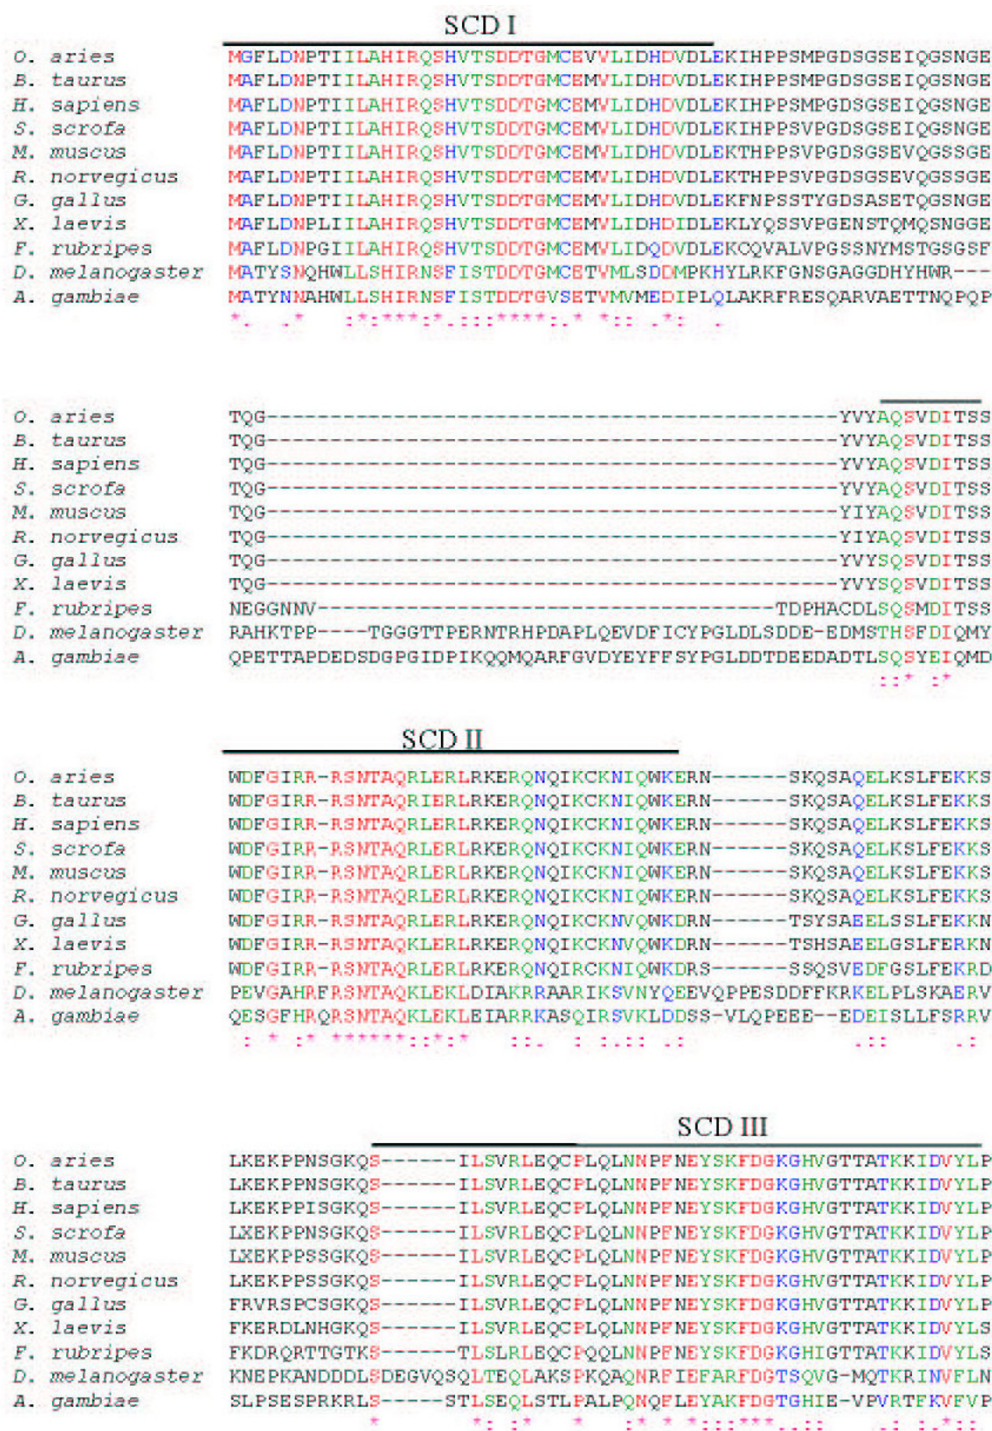 SCD I
O. aries MGFLDNPTIILAHIRQSHVTSDDTGMCEVVLIDHDVDLEKIHPPSMPGDSGSEIQGSNGE
B. taurus MAFLDNPTIILAHIRQSHVTSDDTGMCEMVLIDHDVDLEKIHPPSMPGDSGSEIQGSNGE
H. sapiens MAFLDNPTIILAHIRQSHVTSDDTGMCEMVLIDHDVDLEKIHPPSMPGDSGSEIQGSNGE
S. scrofa MAFLDNPTIILAHIRQSHVTSDDTGMCEMVLIDHDVDLEKIHPPSVPGDSGSEIQGSNGE
M. muscus MAFLDNPTIILAHIRQSHVTSDDTGMCEMVLIDHDVDLEKTHPPSVPGDSGSEVQGSSGE
R. norvegicus MAFLDNPTIILAHIRQSHVTSDDTGMCEMVLIDHDVDLEKTHPPSVPGDSGSEVQGSSGE
G. gallus MAFLDNPTIILAHIRQSHVTSDDTGMCEMVLIDHDVDLEKFNPSSTYGDSASETQGSNGE
X. laevis MAFLDNPLIILAHIRQSHVTSDDTGMCEMVLIDHDIDLEKLYQSSVPGENSTQMQSNGGE
F. rubripes MAFLDNPGIILAHIRQSHVTSDDTGMCEMVLIDQDVDLEKCQVALVPGSSNYMSTGSGSF
D. melanogaster MATYSNQHWLLSHIRNSFISTDDTGMCETVMLSDDMPKHYLRKFGNSGAGGDHYHWR---
A. gambiae MATYNNAHWLLSHIRNSFISTDDTGVSETVMVMEDIPLQLAKRFRESQARVAETTNQPQP
*. .* :*:***:*.:::****:.* *:: .*: .
O. aries TQG---------------------------------------------YVYAQSVDITSS
B. taurus TQG---------------------------------------------YVYAQSVDITSS
H. sapiens TQG---------------------------------------------YVYAQSVDITSS
S. scrofa TQG---------------------------------------------YVYAQSVDITSS
M. muscus TQG---------------------------------------------YIYAQSVDITSS
R. norvegicus TQG---------------------------------------------YIYAQSVDITSS
G. gallus TQG---------------------------------------------YVYSQSVDITSS
X. laevis TQG---------------------------------------------YVYSQSVDITSS
F. rubripes NEGGNNV------------------------------------TDPHACDLSQSMDITSS
D. melanogaster RAHKTPP----TGGGTTPERNTRHPDAPLQEVDFICYPGLDLSDDE-EDMSTHSFDIQMY
A. gambiae QPETTAPDEDSDGPGIDPIKQQMQARFGVDYEYFFSYPGLDDTDEEDADTLSQSYEIQMD
::* :*
SCD II
O. aries WDFGIRR-RSNTAQRLERLRKERQNQIKCKNIQWKERN------SKQSAQELKSLFEKKS
B. taurus WDFGIRR-RSNTAQRIERLRKERQNQIKCKNIQWKERN------SKQSAQELKSLFEKKS
H. sapiens WDFGIRR-RSNTAQRLERLRKERQNQIKCKNIQWKERN------SKQSAQELKSLFEKKS
S. scrofa WDFGIRR-RSNTAQRLERLRKERQNQIKCKNIQWKERN------SKQSAQELKSLFEKKS
M. muscus WDFGIRR-RSNTAQRLERLRKERQNQIKCKNIQWKERN------SKQSAQELKSLFEKKS
R. norvegicus WDFGIRR-RSNTAQRLERLRKERQNQIKCKNIQWKERN------SKQSAQELKSLFEKKS
G. gallus WDFGIRR-RSNTAQRLERLRKERQNQIKCKNVQWKDRN------TSYSAEELSSLFEKKN
X. laevis WDFGIRR-RSNTAQKLERLRKERQNQIKCKNVQWKDRN------TSHSAEELGSLFERKN
F. rubripes WDFGIRR-RSNTAQRLERLRKERQNQIRCKNIQWKDRS------SSQSVEDFGSLFEKRD
D. melanogaster PEVGAHRFRSNTAQKLEKLDIAKRRAARIKSVNYQEEVQPPESDDFFKRKELPLSKAERV
A. gambiae QESGFHRQRSNTAQKLEKLEIARRKASQIRSVKLDDSS-VLQPEEE--EDEISLLFSRRV
: * :* ******::*:* ::. : :.:: .: .:: .:
SCD III
O. aries LKEKPPNSGKQS------ILSVRLEQCPLQLNNPFNEYSKFDGKGHVGTTATKKIDVYLP
B. taurus LKEKPPNSGKQS------ILSVRLEQCPLQLNNPFNEYSKFDGKGHVGTTATKKIDVYLP
H. sapiens LKEKPPISGKQS------ILSVRLEQCPLQLNNPFNEYSKFDGKGHVGTTATKKIDVYLP
S. scrofa LXEKPPNSGKQS------ILSVRLEQCPLQLNNPFNEYSKFDGKGHVGTTATKKIDVYLP
M. muscus LXEKPPSSGKQS------ILSVRLEQCPLQLNNPFNEYSKFDGKGHVGTTATKKIDVYLP
R. norvegicus LKEKPPSSGKQS------ILSVRLEQCPLQLNNPFNEYSKFDGKGHVGTTATKKIDVYLP
G. gallus FRVRSPCSGKQS------ILSVRLEQCPLQLNNPFNEYSKFDGKGHVGTTATKKIDVYLP
X. laevis FKERDLNHGKQS------ILSVRLEQCPLQLNNPFNEYSKFDGKGHVGTTATKKIDVYLS
F. rubripes FKDRQRTTGTKS------TLSLRLEQCPQQLNNPFNEYSKFDGKGHIGTTATKKIDVYLS
D. melanogaster KNEPKANDDDLSDEGVQSQLTEQLAKSPKQAQNRFIEFARFDGTSQVG-MQTKRINVFLN
A. gambiae SLPSESPRKRLS------STLSEQLSTLPALPQNQFLEYAKFDGTGHIE-VPVRTFKVFVP
* *: * * :* * *::***..:: .: :.*::